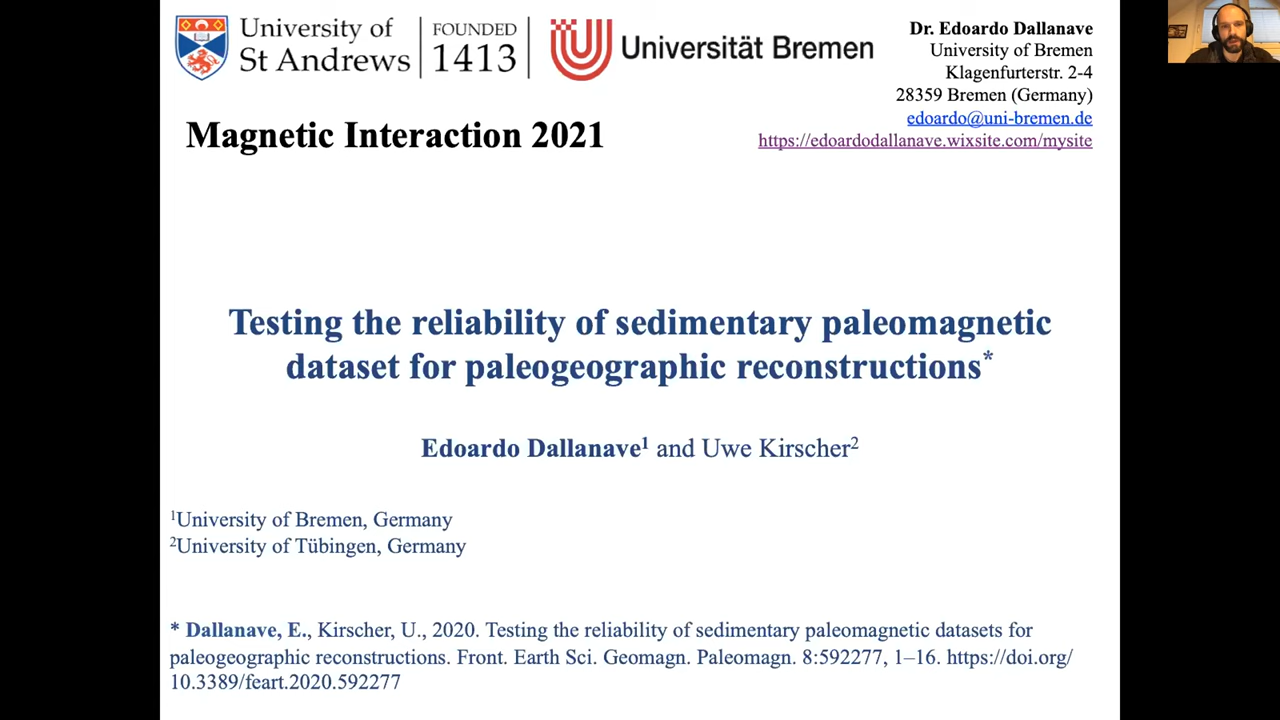 University of
St Andrews
FOUNDED
1413
Universität Bremen
Dr. Edoardo Dallanave
University of Bremen
Klagenfurterstr. 2-4
28359 Bremen (Germany)
edoardo@uni-bremen.de
https://edoardodallanave.wixsite.com/mysite
Magnetic Interaction 2021
Testing the reliability of sedimentary paleomagnetic
dataset for paleogeographic reconstructions*
Edoardo Dallanave¹ and Uwe Kirscher²
¹University of Bremen, Germany
²University of Tübingen, Germany
* Dallanave, E., Kirscher, U., 2020. Testing the reliability of sedimentary paleomagnetic datasets for
paleogeographic reconstructions. Front. Earth Sci. Geomagn. Paleomagn. 8:592277, 1–16. https://doi.org/
10.3389/feart.2020.592277